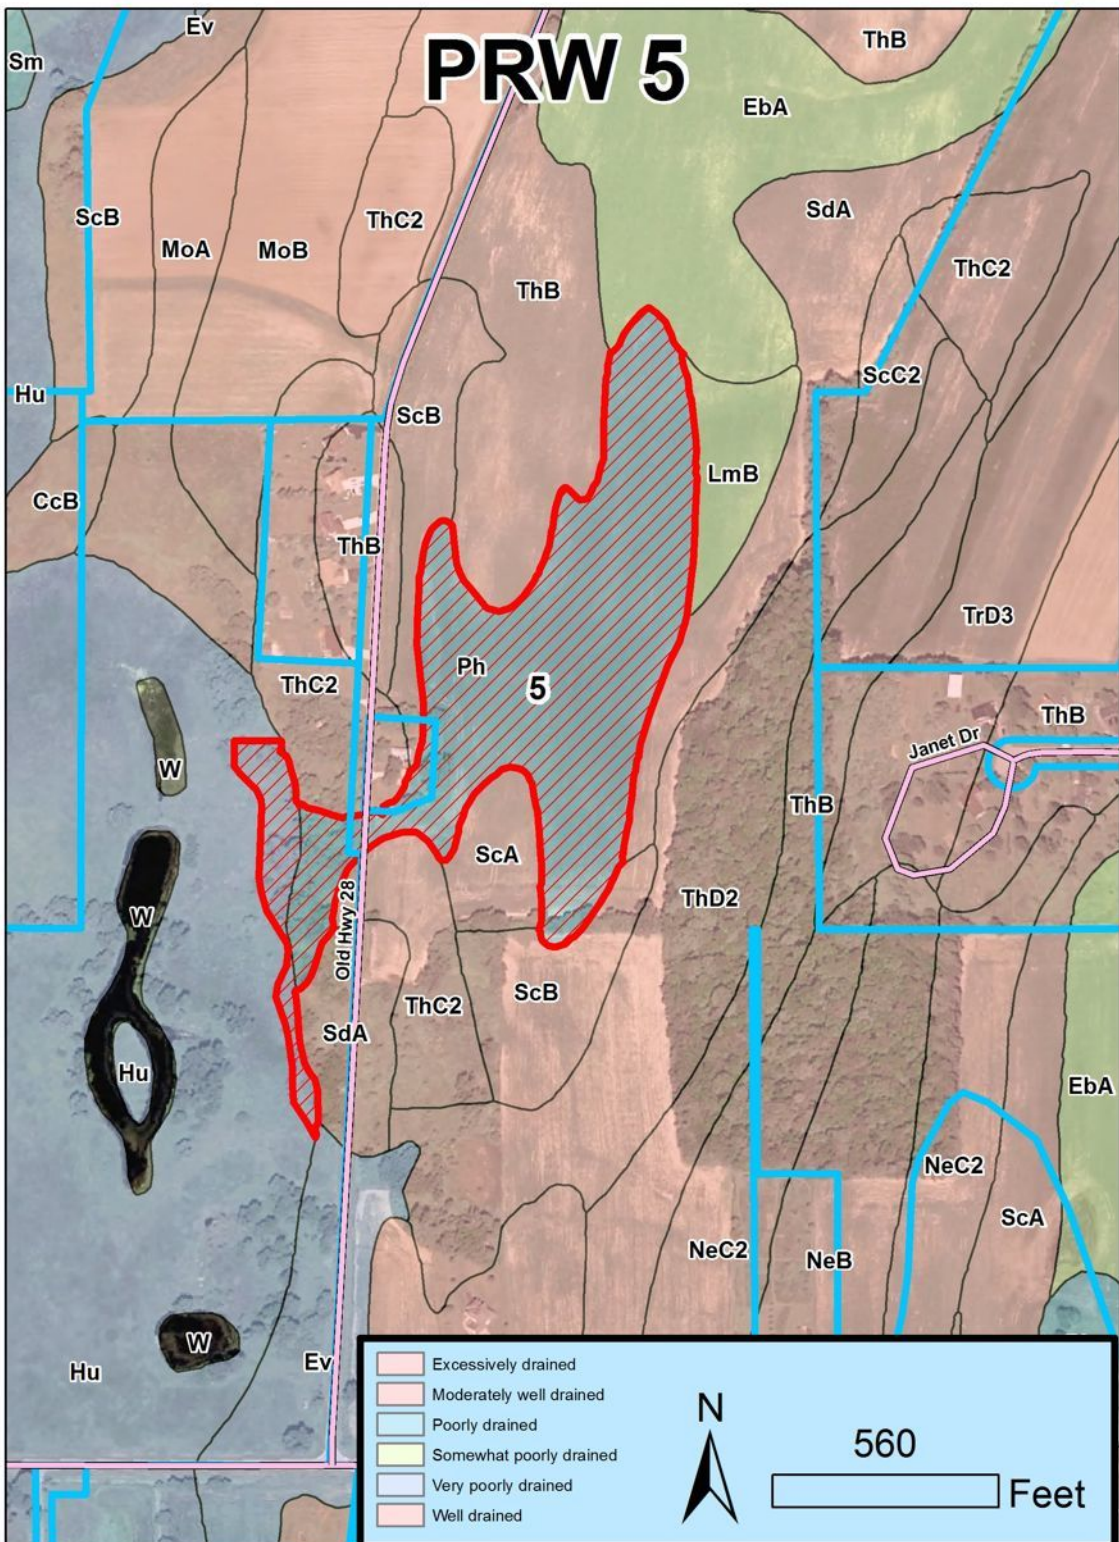 PRW 5
Ev
Sm
ThB
EbA
ScB
MoA
MoB
ThC2
SdA
ThB
ThC2
Hu
ScC2
ScB
CcB
LmB
ThB
TrD3
Ph
5
ThC2
Janet Dr
ThB
W
ThB
ScA
ThD2
W
Old Hwy 28
ThC2
ScB
SdA
Hu
EbA
NeC2
ScA
NeC2
NeB
W
Ev
Hu
Excessively drained
Moderately well drained
Poorly drained
Somewhat poorly drained
Very poorly drained
Well drained
N
560
Feet